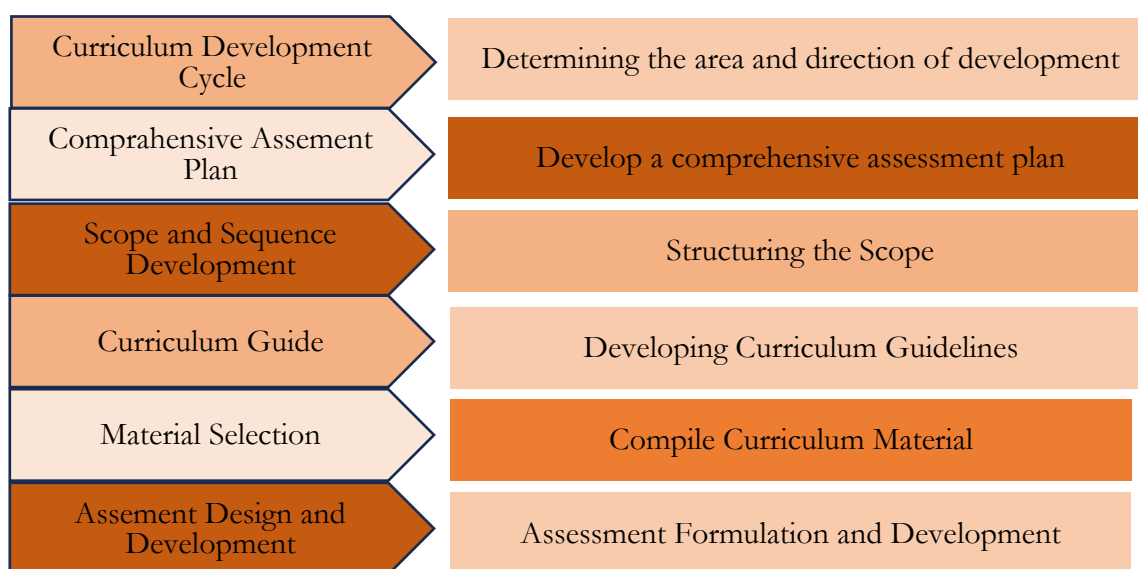 Curriculum Development
Cycle
Determining the area and direction of development
Comprahensive Assement
Plan
Develop a comprehensive assessment plan
Scope and Sequence
Development
Structuring the Scope
Curriculum Guide
Developing Curriculum Guidelines
Material Selection
Compile Curriculum Material
Assement Design and
Development
Assessment Formulation and Development